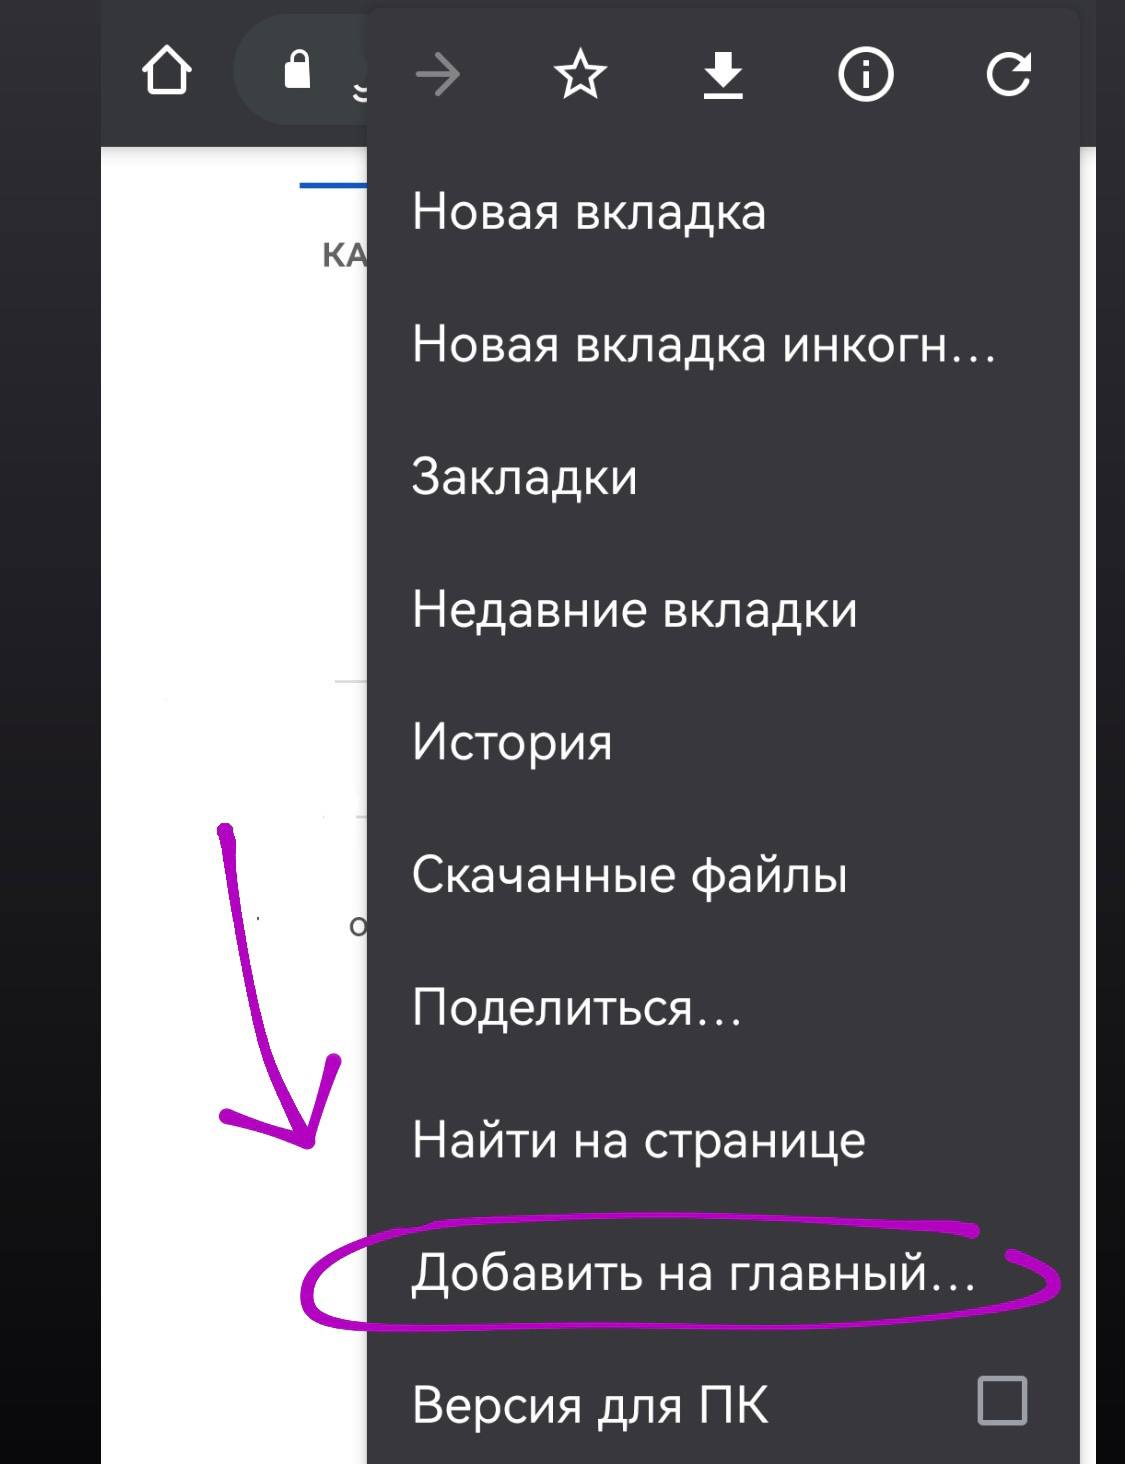 Новая вкладка
КА
Новая вкладка инкогн...
Закладки
Недавние вкладки
История
Скачанные файлы
о
Поделиться...
Найти на странице
Добавить на главный...
Версия для ПК